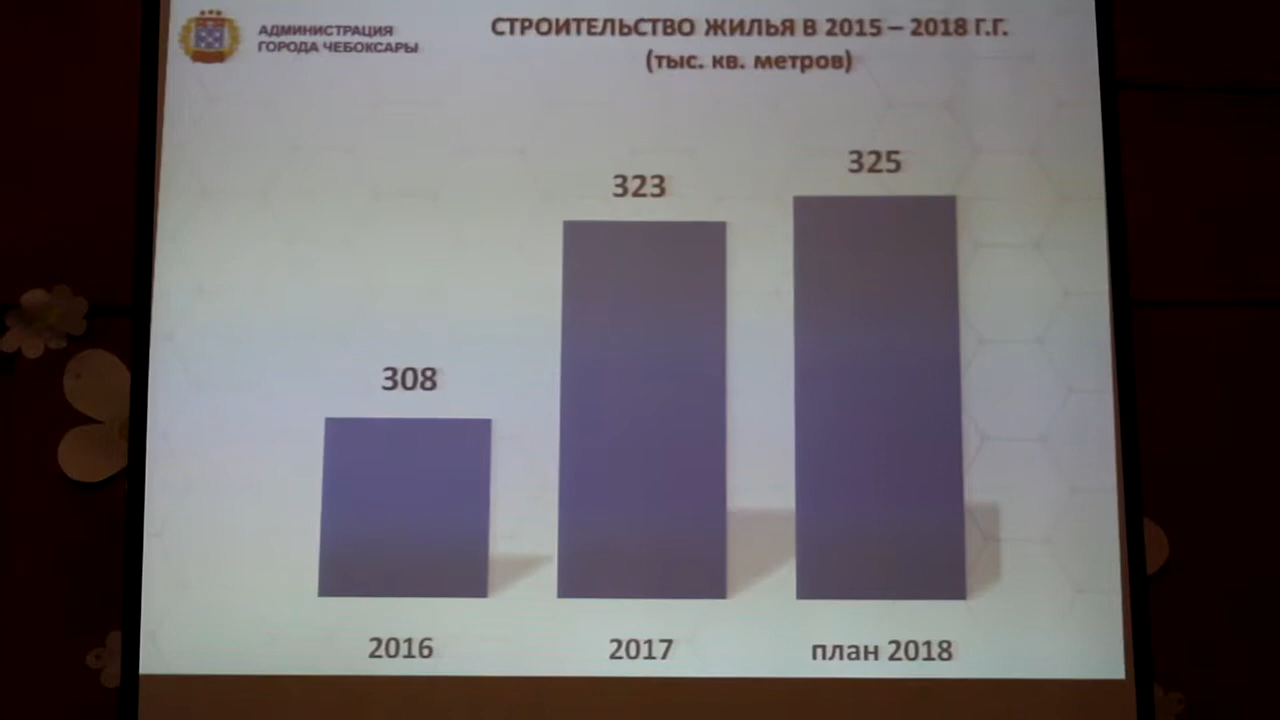 АДМИНИСТРАЦИЯ
ГОРОДА ЧЕБОКСАРЫ
СТРОИТЕЛЬСТВО ЖИЛЬЯ В 2015 – 2018 Г.Г.
(тыс. кв. метров)
308
323
325
2016
2017
план 2018